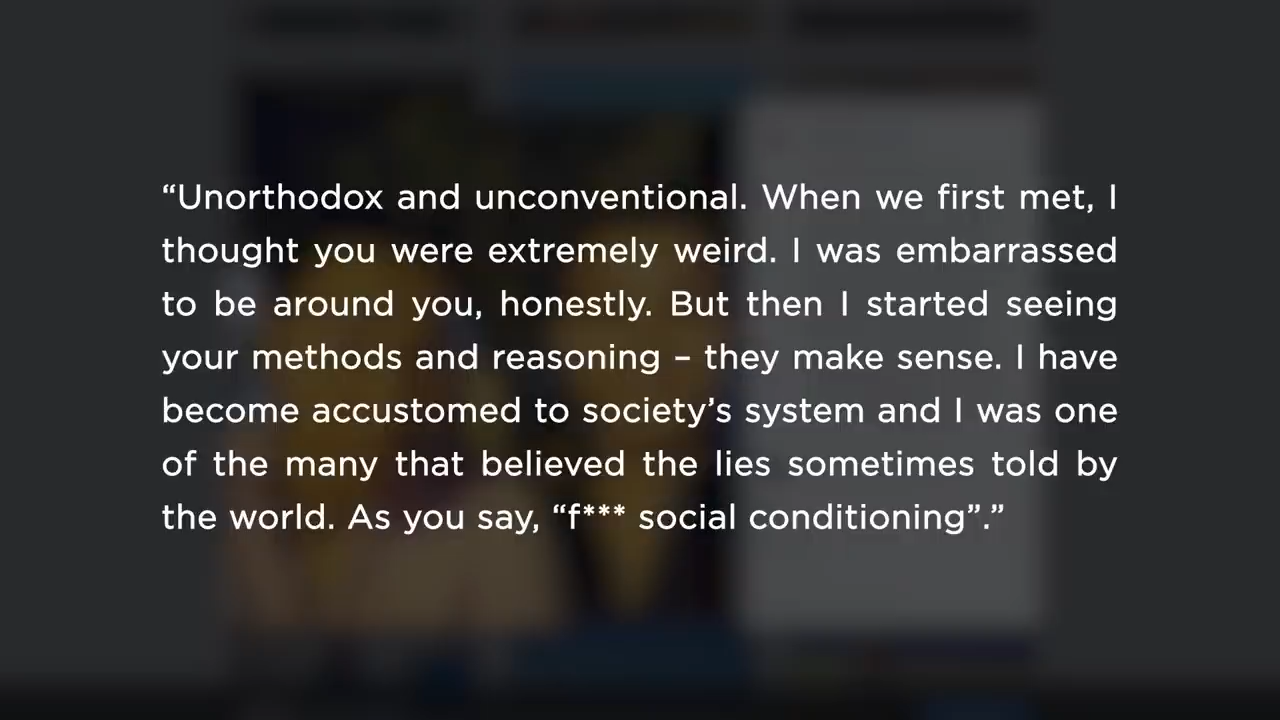 “Unorthodox and unconventional. When we first met, I
thought you were extremely weird. I was embarrassed
to be around you, honestly. But then I started seeing
your methods and reasoning – they make sense. I have
become accustomed to society’s system and I was one
of the many that believed the lies sometimes told by
the world. As you say, “f*** social conditioning”.”